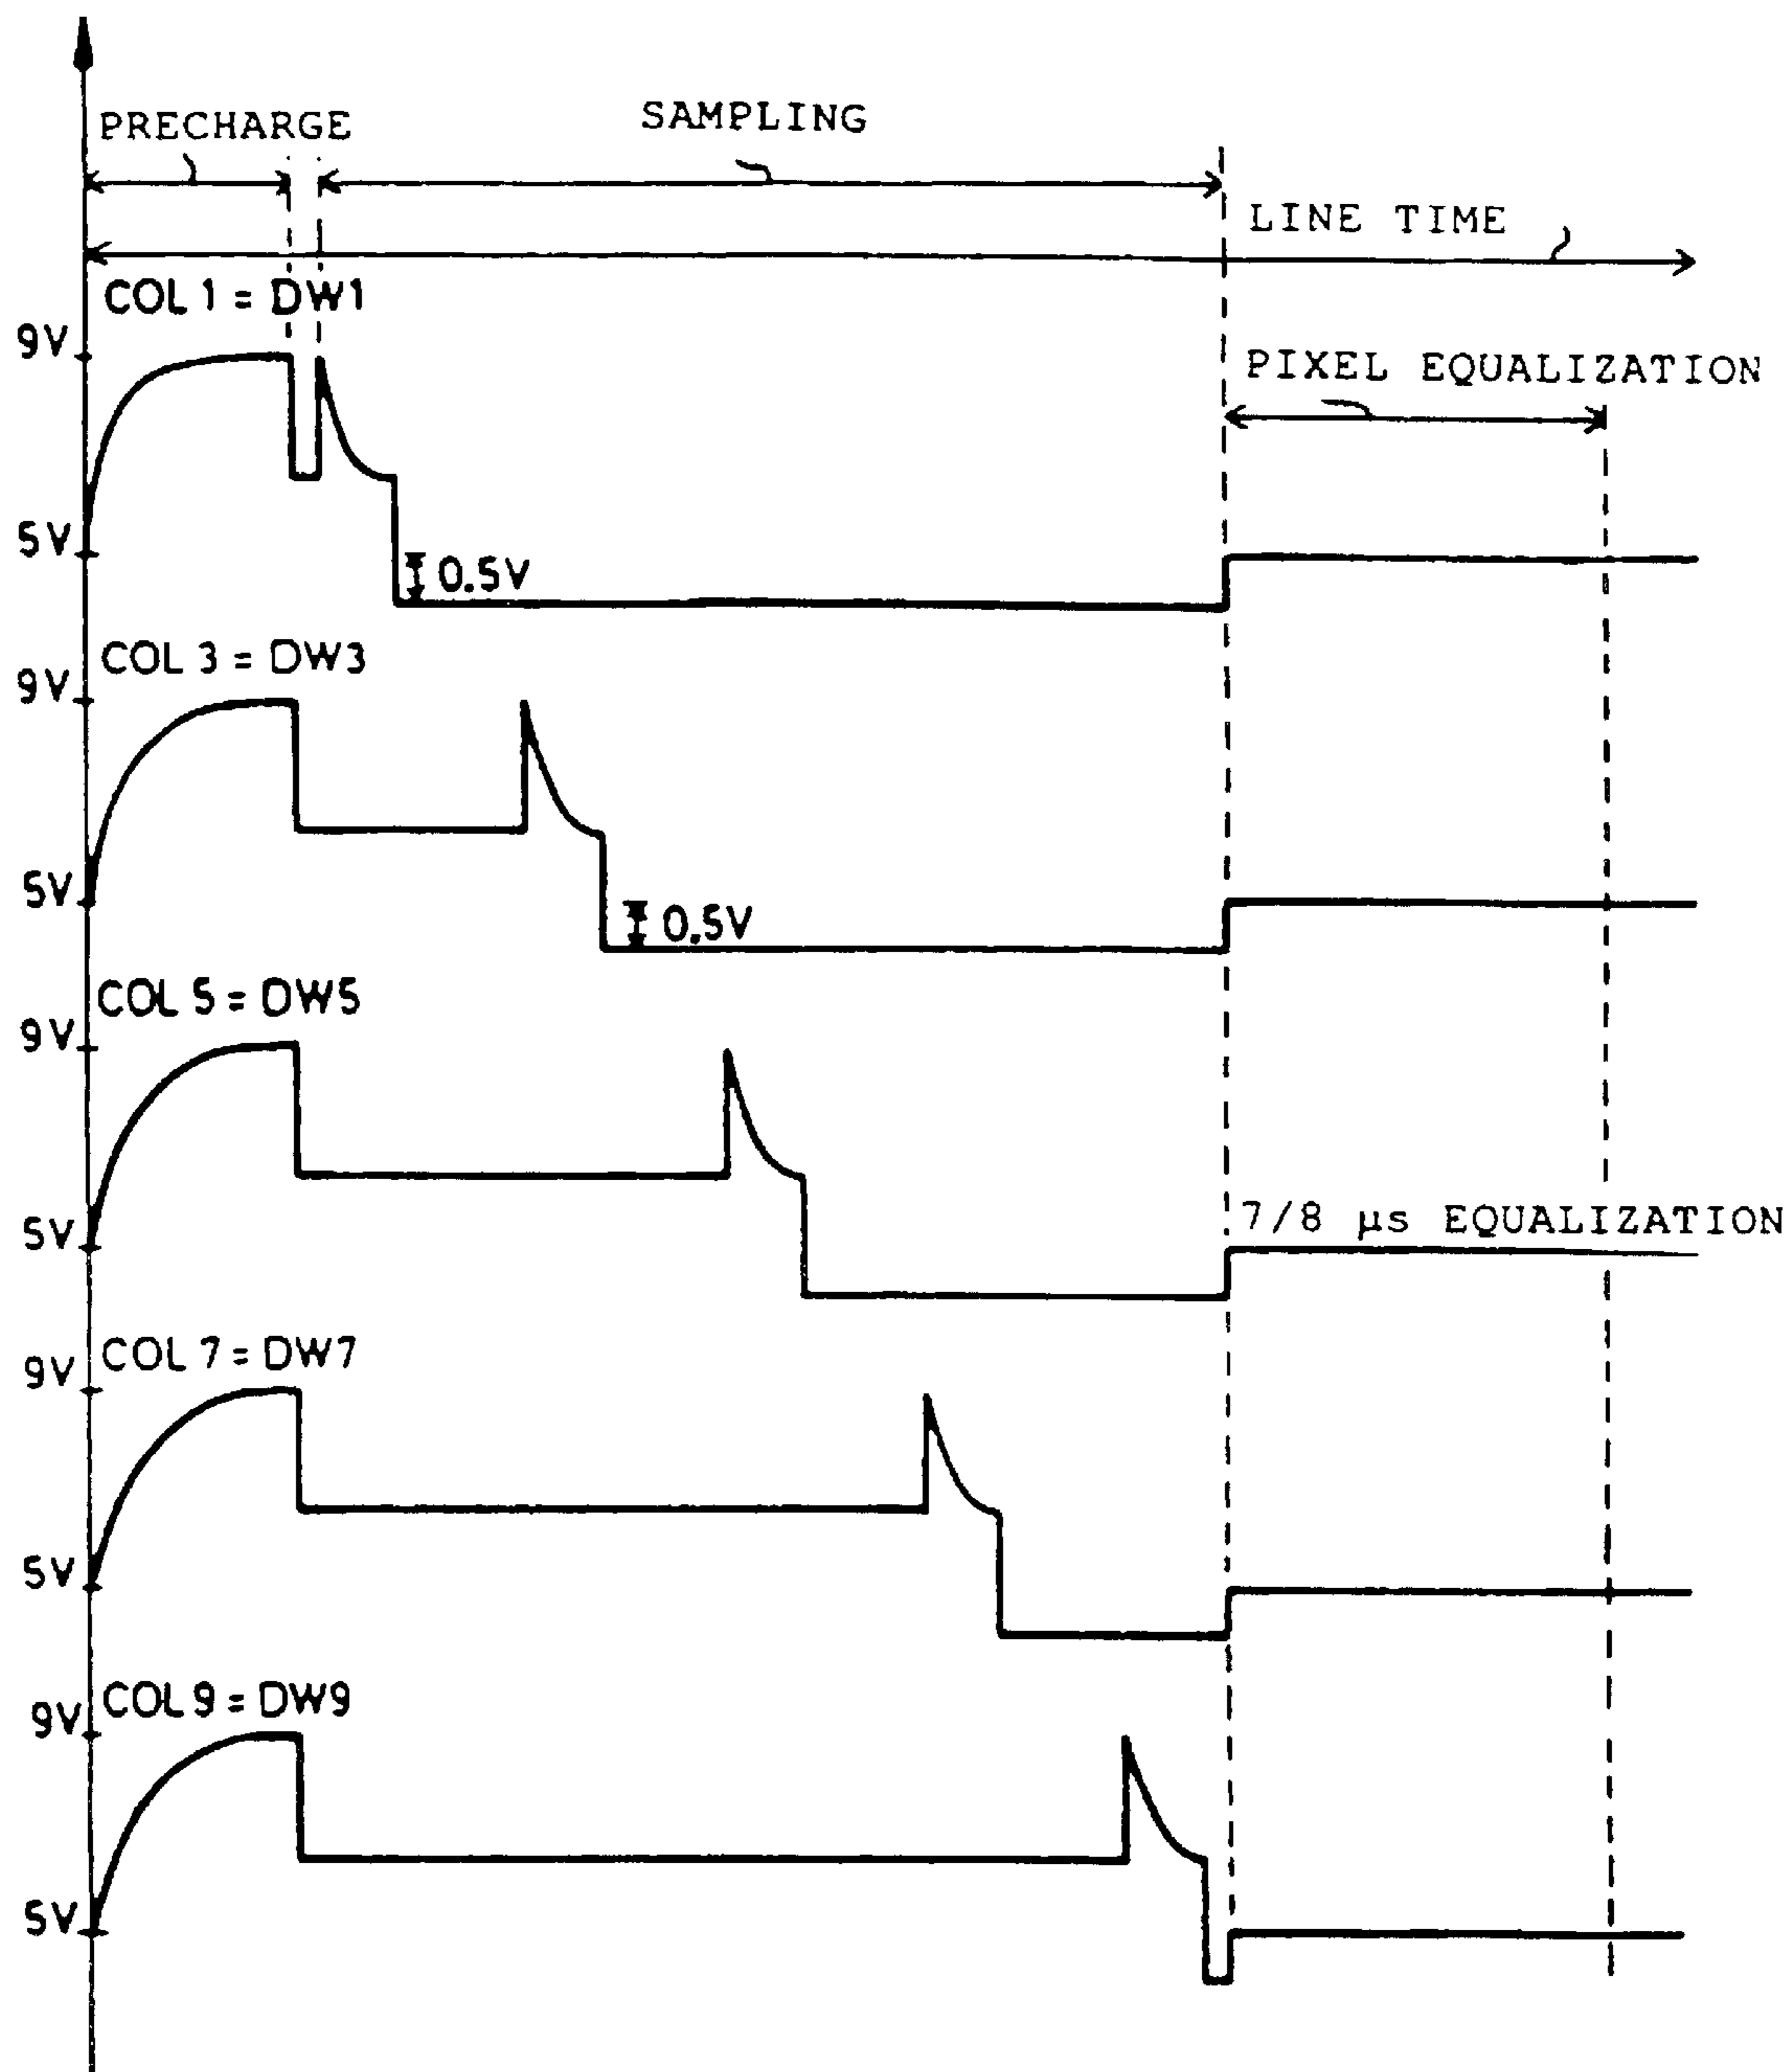 PRECHARGE
SAMPLING
LINE TIME
COL 1 = DW1
9V
PIXEL EQUALIZATION
5V
0.5V
COL 3 = DW3
9V
5V
0.5V
COL 5 = DW5
9V
5V
7/8 µs EQUALIZATION
COL 7 = DW7
9V
5V
COL 9 = DW9
9V
5V